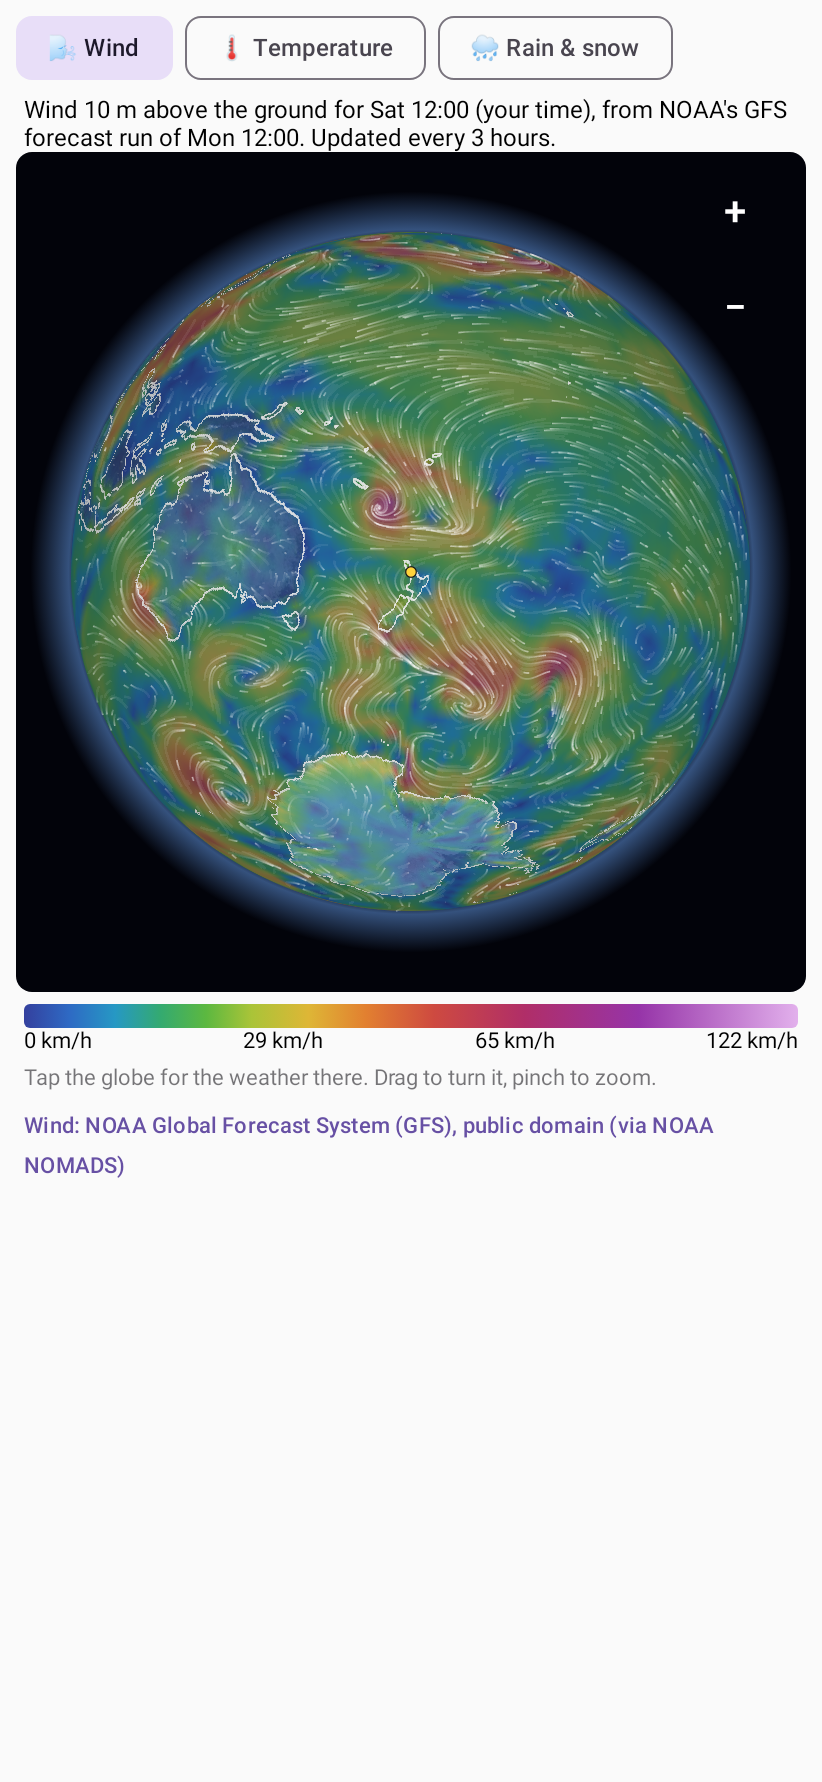 Wind
Temperature
Rain & snow
Wind 10 m above the ground for Sat 12:00 (your time), from NOAA's GFS
forecast run of Mon 12:00. Updated every 3 hours.
+
−
0 km/h
29 km/h
65 km/h
122 km/h
Tap the globe for the weather there. Drag to turn it, pinch to zoom.
Wind: NOAA Global Forecast System (GFS), public domain (via NOAA
NOMADS)